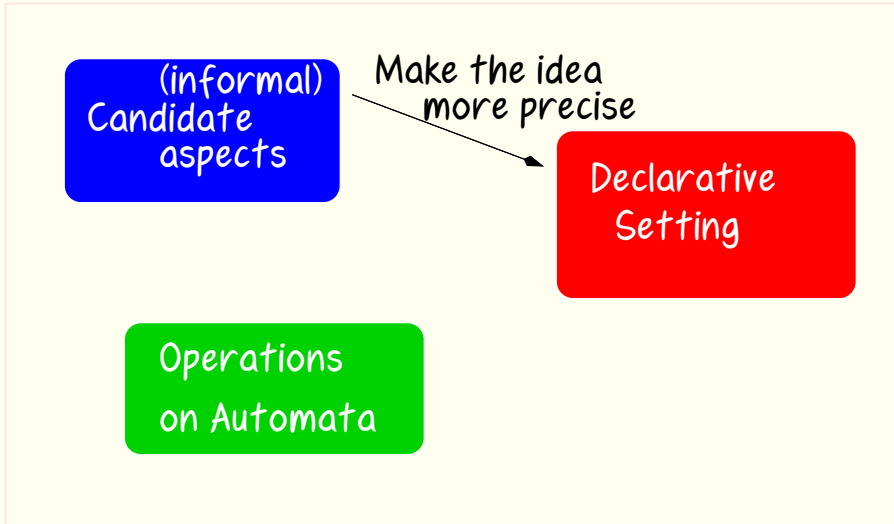 (informal)
Candidate
aspects
Make the idea
more precise
Declarative
Setting
Operations
on Automata